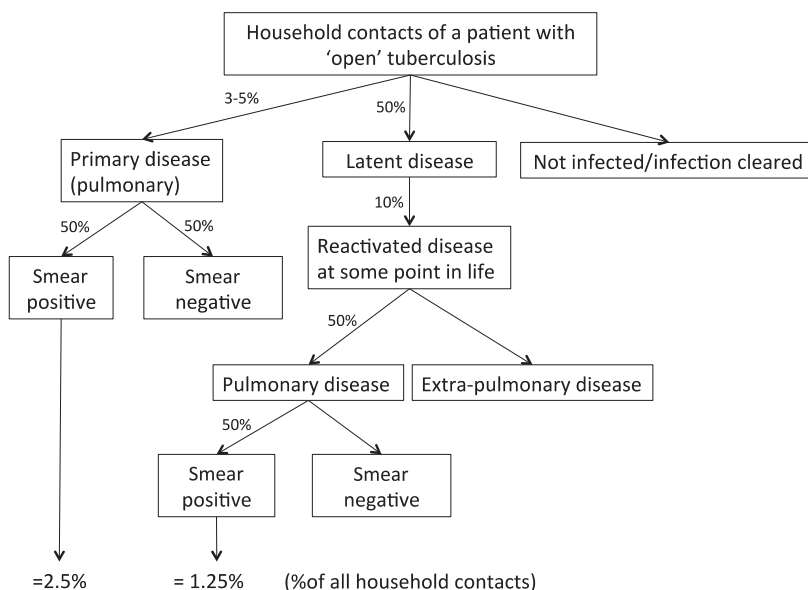 Household contacts of a patient with
‘open’ tuberculosis
3-5%
50%
Primary disease
(pulmonary)
Latent disease
Not infected/infection cleared
10%
50%
50%
Reactivated disease
at some point in life
Smear
positive
Smear
negative
50%
Pulmonary disease
Extra-pulmonary disease
50%
Smear
positive
Smear
negative
=2.5%
= 1.25%
(%of all household contacts)